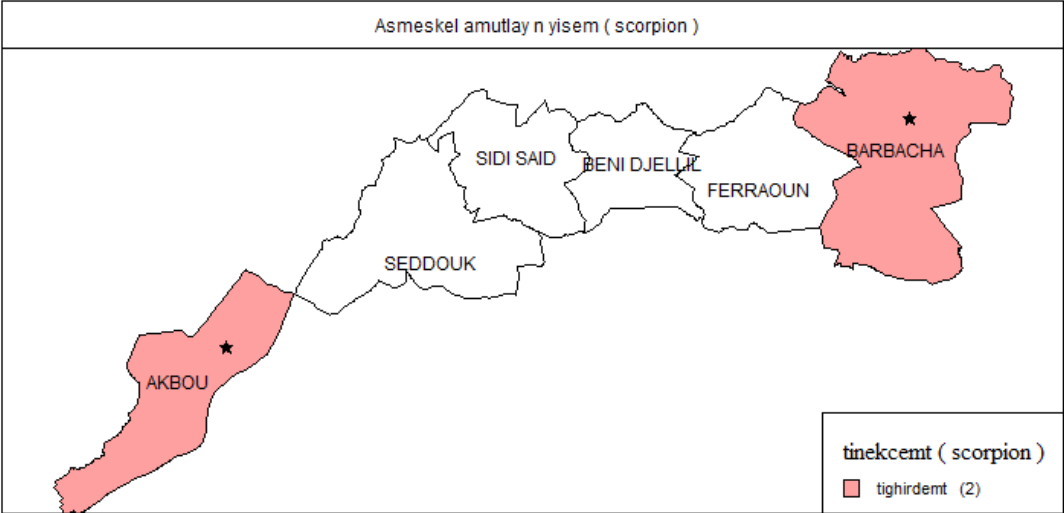 Asmeskel amutlay n yisem ( scorpion )
BARBACHA
SIDI SAID
BENI DJELLIL
FERRAOUN
SEDDOUK
AKBOU
tinekcemt ( scorpion )
tighirdemt (2)